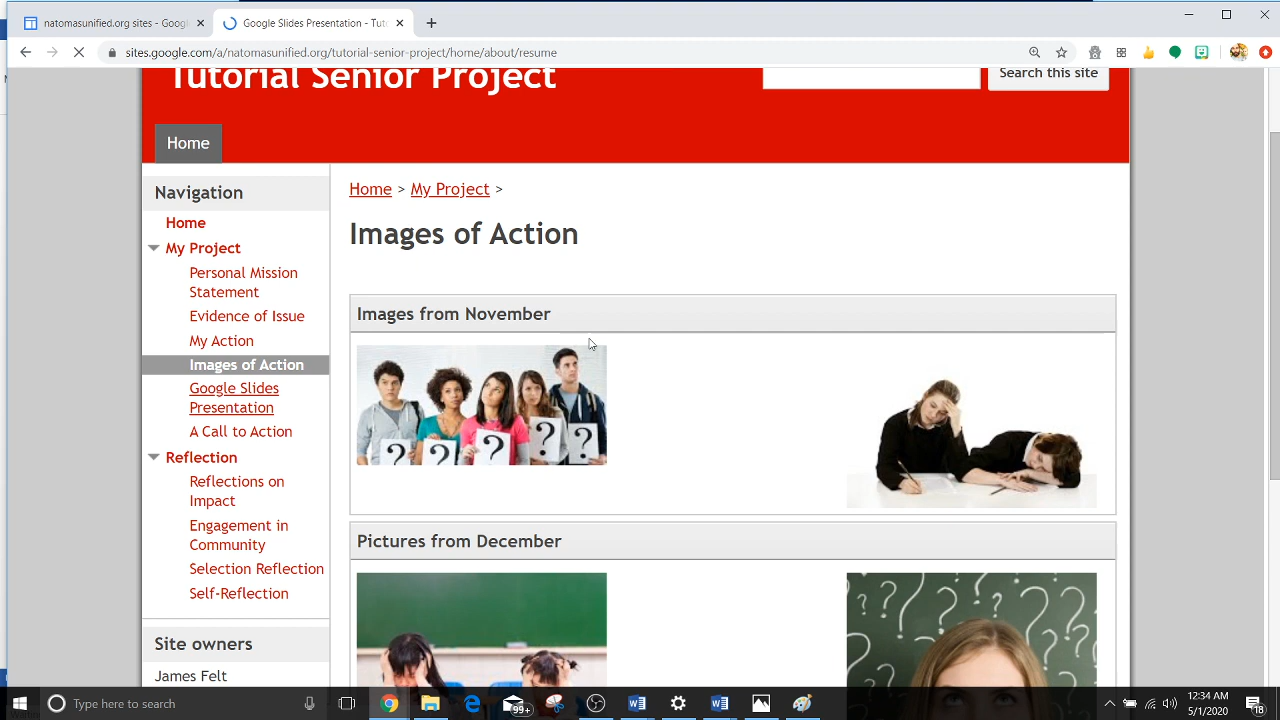 natomasunified.org sites - Googl
Google Slides Presentation - Tuto
sites.google.com/a/natomasunified.org/tutorial-senior-project/home/about/resume
Tutorial Senior Project
Search this site
Home
Navigation
Home
My Project
Personal Mission
Statement
Evidence of Issue
My Action
Images of Action
Google Slides
Presentation
A Call to Action
Reflection
Reflections on
Impact
Engagement in
Community
Selection Reflection
Self-Reflection
Site owners
James Felt
Home > My Project >
Images of Action
Images from November
? ? ? ? ?
Pictures from December
Type here to search
99+
12:34 AM
5/1/2020
18